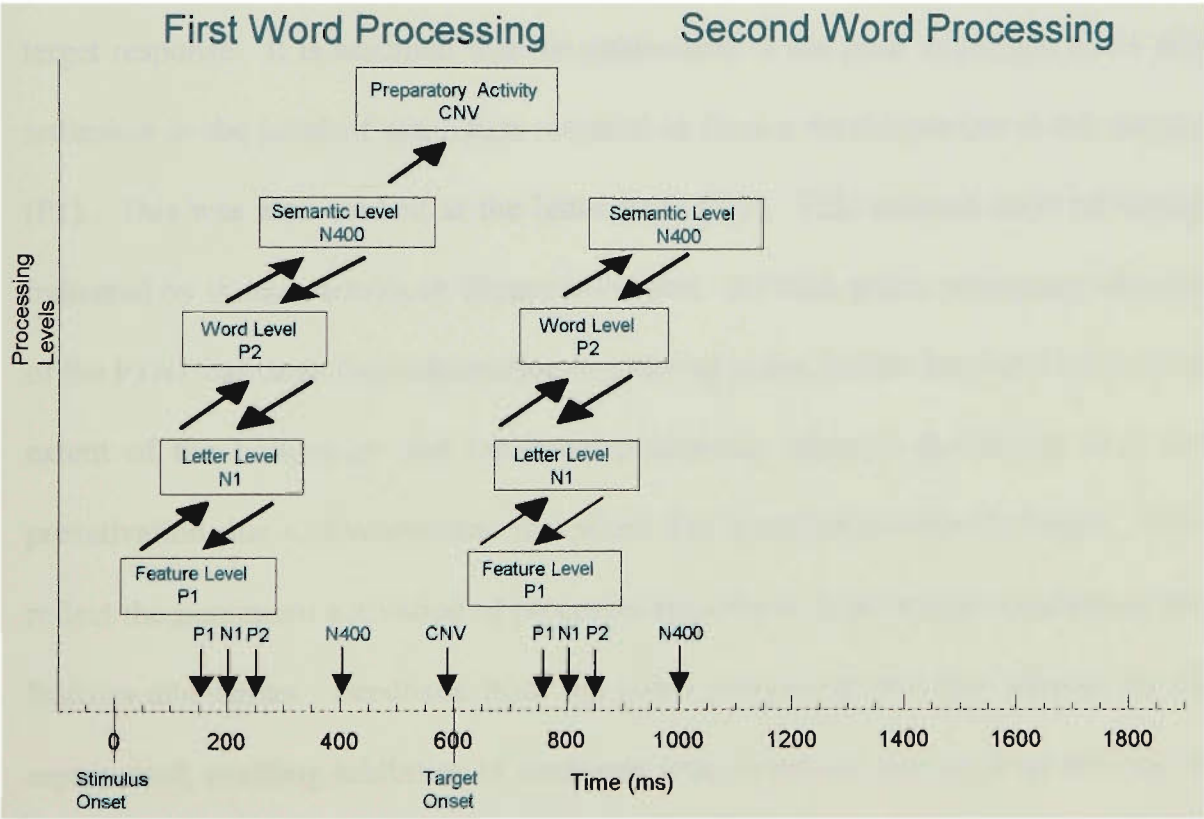 First Word Processing
Second Word Processing
Preparatory Activity
CNV
Semantic Level
N400
Semantic Level
N400
Word Level
P2
Word Level
P2
Letter Level
N1
Letter Level
N1
Feature Level
P1
Feature Level
P1
Processing
Levels
P1 N1 P2 N400 CNV P1 N1 P2 N400
0 200 400 600 800 1000 1200 1400 1600 1800
Stimulus
Onset
Target
Onset
Time (ms)